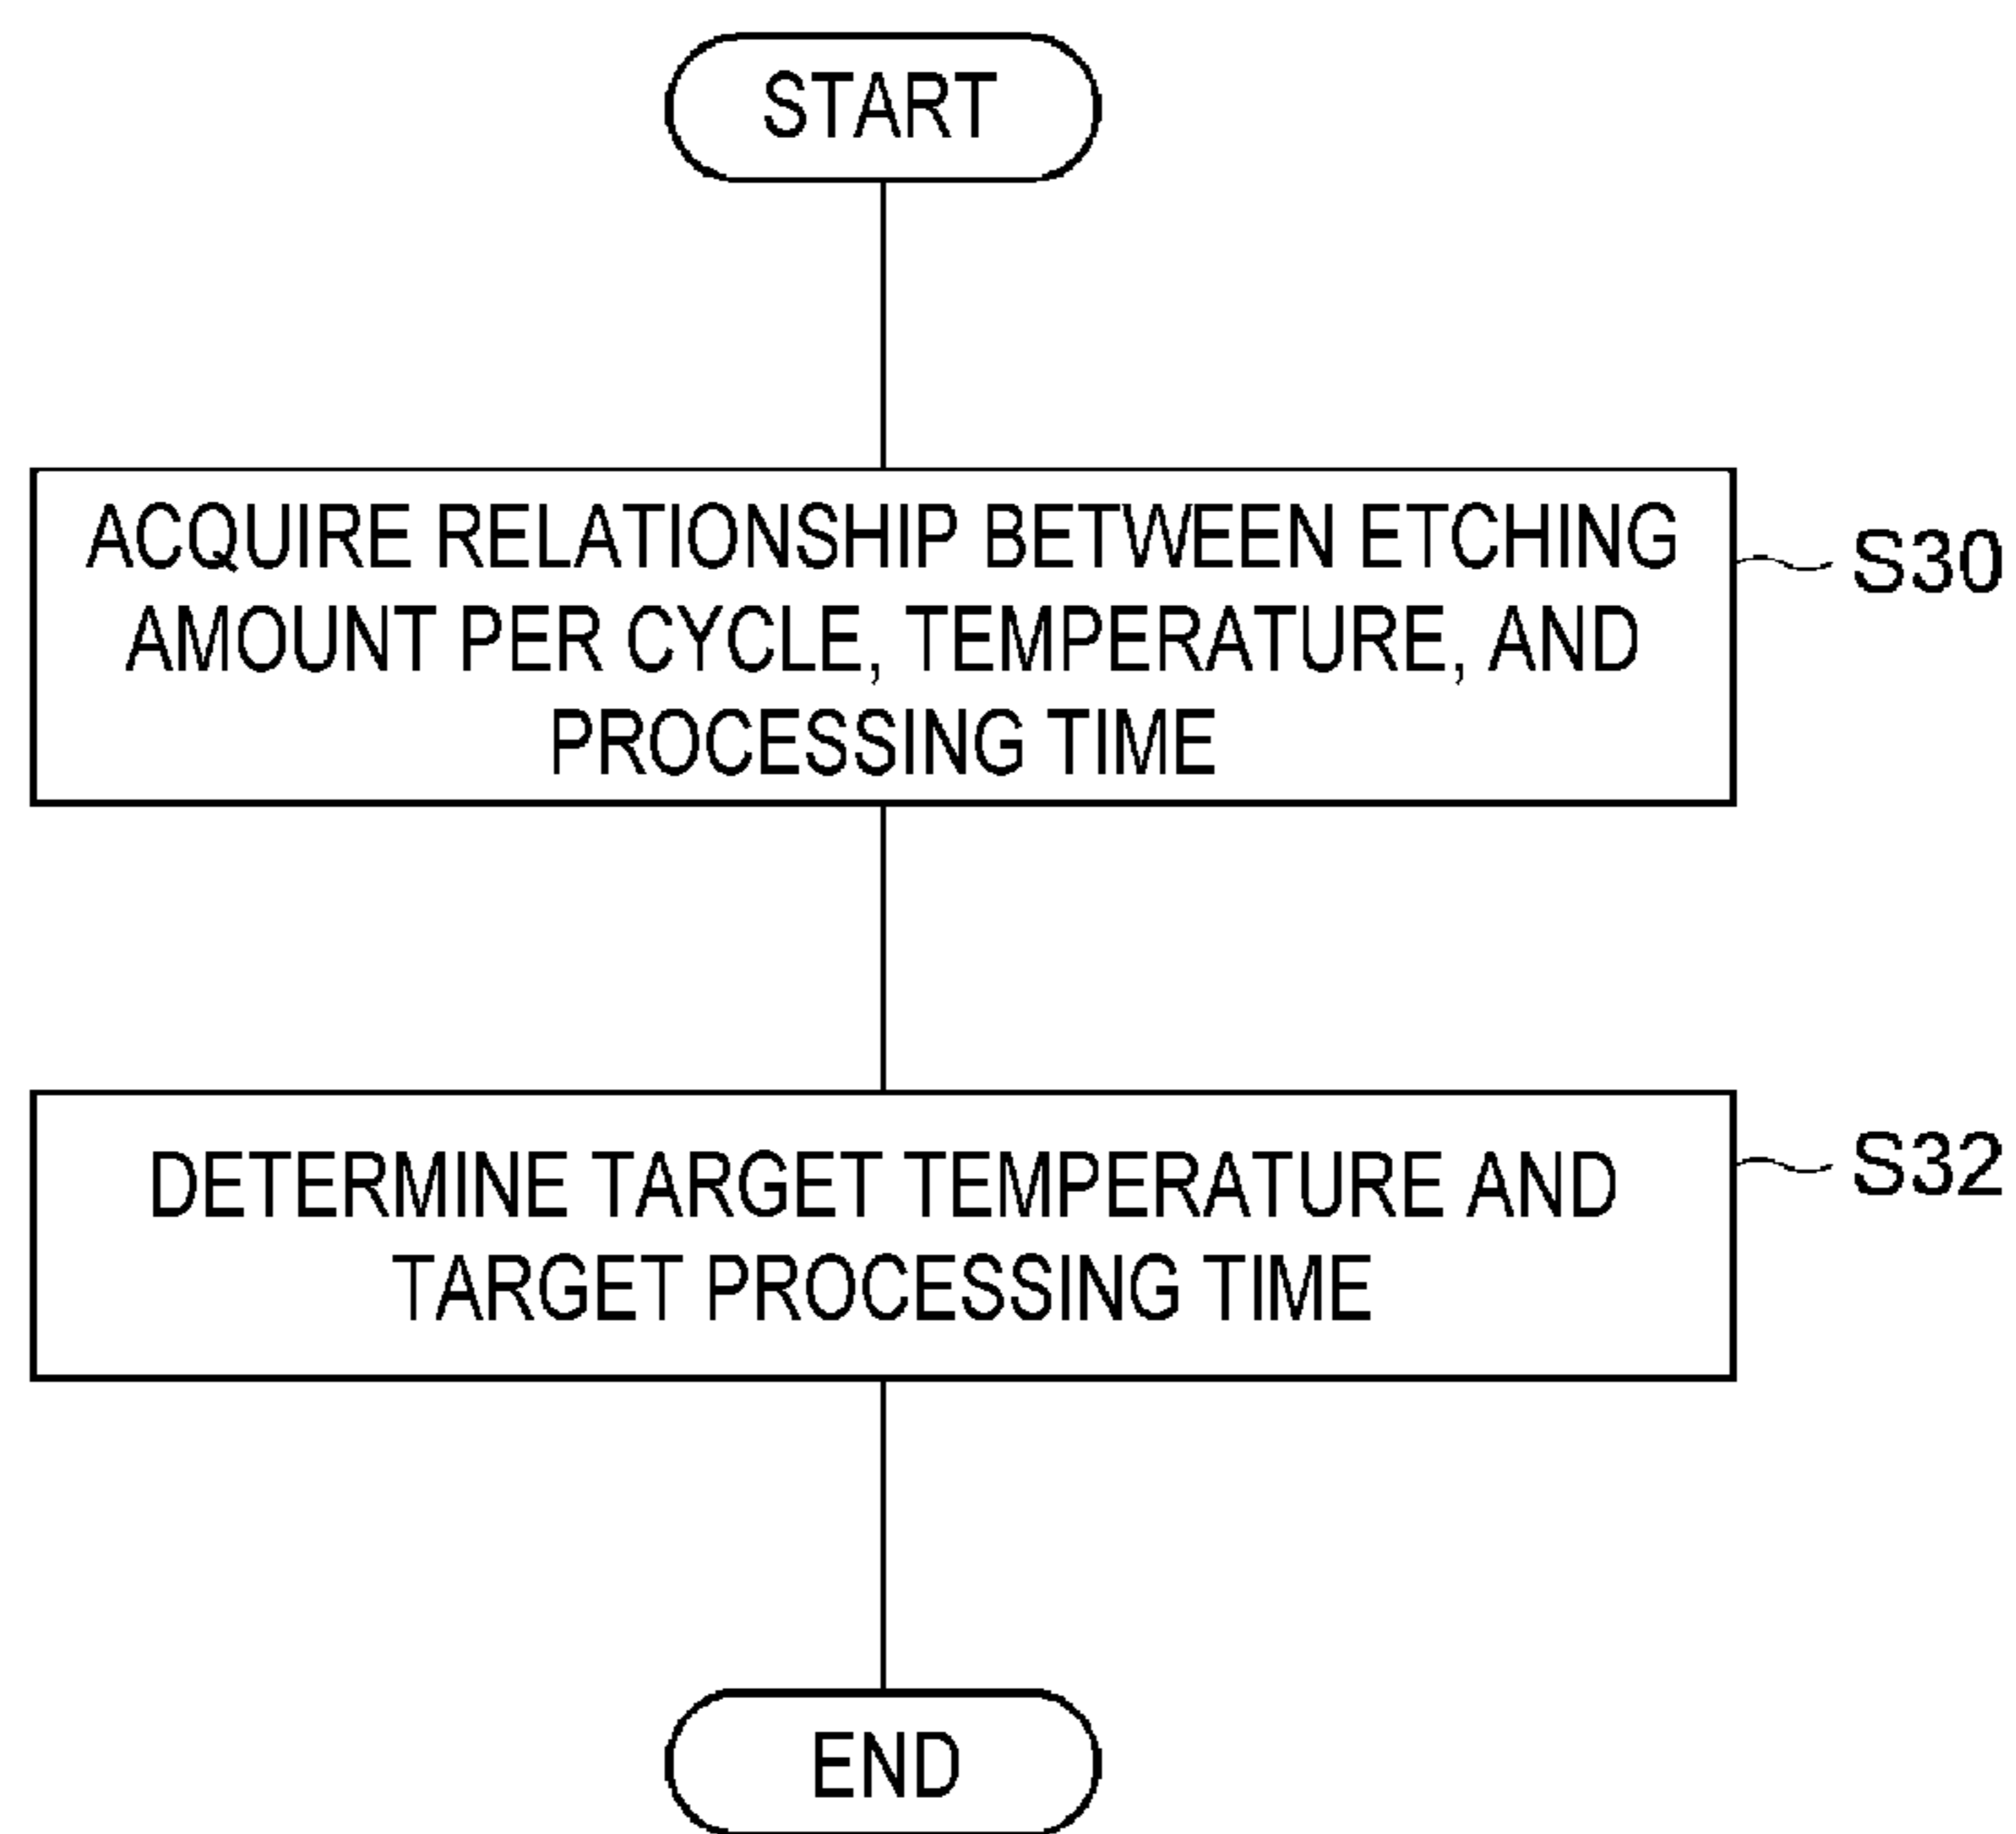 START
ACQUIRE RELATIONSHIP BETWEEN ETCHING
AMOUNT PER CYCLE, TEMPERATURE, AND
PROCESSING TIME
S30
DETERMINE TARGET TEMPERATURE AND
TARGET PROCESSING TIME
S32
END